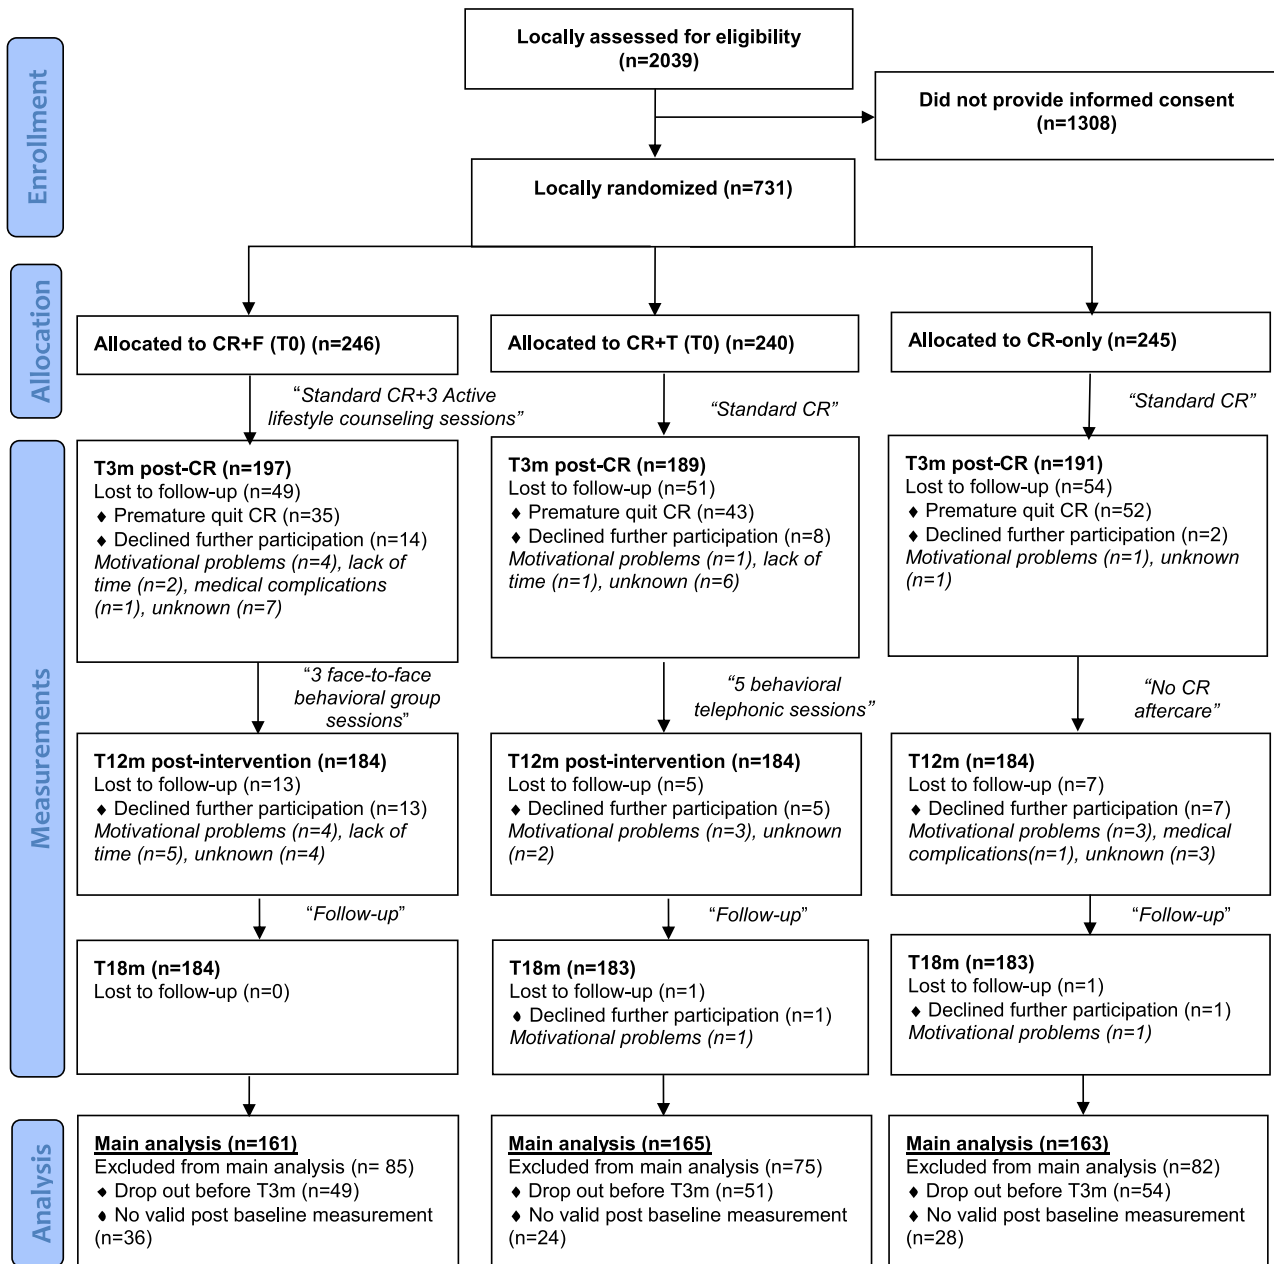 Enrollment
Locally assessed for eligibility
(n=2039)
Did not provide informed consent
(n=1308)
Locally randomized (n=731)
Allocation
Allocated to CR+F (T0) (n=246)
Allocated to CR+T (T0) (n=240)
Allocated to CR-only (n=245)
“Standard CR+3 Active
lifestyle counseling sessions”
“Standard CR”
“Standard CR”
Measurements
T3m post-CR (n=197)
Lost to follow-up (n=49)
♦ Premature quit CR (n=35)
♦ Declined further participation (n=14)
Motivational problems (n=4), lack of
time (n=2), medical complications
(n=1), unknown (n=7)
T3m post-CR (n=189)
Lost to follow-up (n=51)
♦ Premature quit CR (n=43)
♦ Declined further participation (n=8)
Motivational problems (n=1), lack of
time (n=1), unknown (n=6)
T3m post-CR (n=191)
Lost to follow-up (n=54)
♦ Premature quit CR (n=52)
♦ Declined further participation (n=2)
Motivational problems (n=1), unknown
(n=1)
“3 face-to-face
behavioral group
sessions”
“5 behavioral
telephonic sessions”
“No CR
aftercare”
T12m post-intervention (n=184)
Lost to follow-up (n=13)
♦ Declined further participation (n=13)
Motivational problems (n=4), lack of
time (n=5), unknown (n=4)
T12m post-intervention (n=184)
Lost to follow-up (n=5)
♦ Declined further participation (n=5)
Motivational problems (n=3), unknown
(n=2)
T12m (n=184)
Lost to follow-up (n=7)
♦ Declined further participation (n=7)
Motivational problems (n=3), medical
complications(n=1), unknown (n=3)
“Follow-up”
“Follow-up”
“Follow-up”
T18m (n=184)
Lost to follow-up (n=0)
T18m (n=183)
Lost to follow-up (n=1)
♦ Declined further participation (n=1)
Motivational problems (n=1)
T18m (n=183)
Lost to follow-up (n=1)
♦ Declined further participation (n=1)
Motivational problems (n=1)
Analysis
Main analysis (n=161)
Excluded from main analysis (n= 85)
♦ Drop out before T3m (n=49)
♦ No valid post baseline measurement
(n=36)
Main analysis (n=165)
Excluded from main analysis (n=75)
♦ Drop out before T3m (n=51)
♦ No valid post baseline measurement
(n=24)
Main analysis (n=163)
Excluded from main analysis (n=82)
♦ Drop out before T3m (n=54)
♦ No valid post baseline measurement
(n=28)